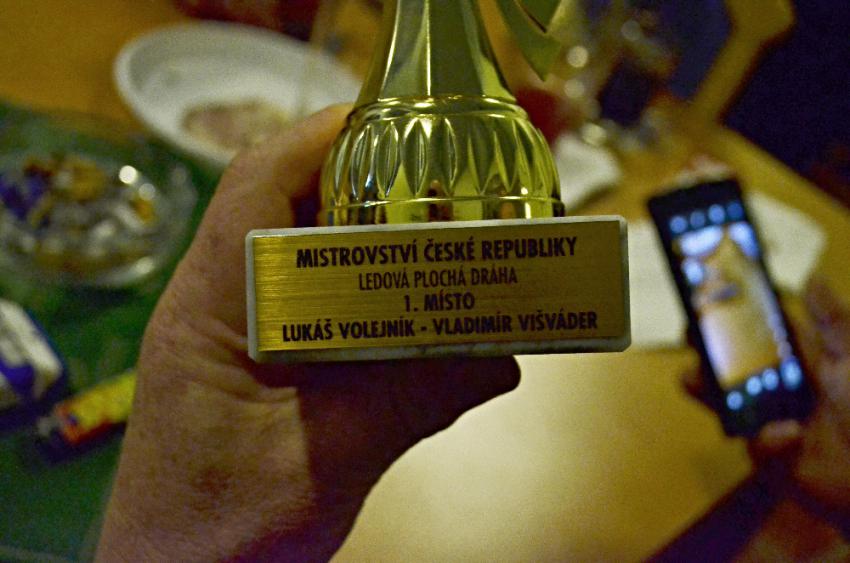 MISTROVSTVÍ ČESKÉ REPUBLIKY
LEDOVÁ PLOCHÁ DRÁHA
1. MÍSTO
LUKÁŠ VOLEJNÍK - VLADIMÍR VIŠVÁDER